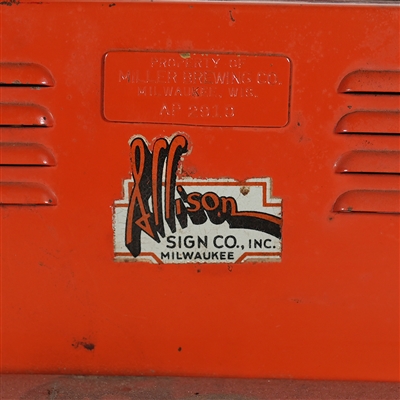 PROPERTY OF
MILLER BREWING CO.
MILWAUKEE, WIS.
AP 2918
Allison
SIGN CO., INC.
MILWAUKEE